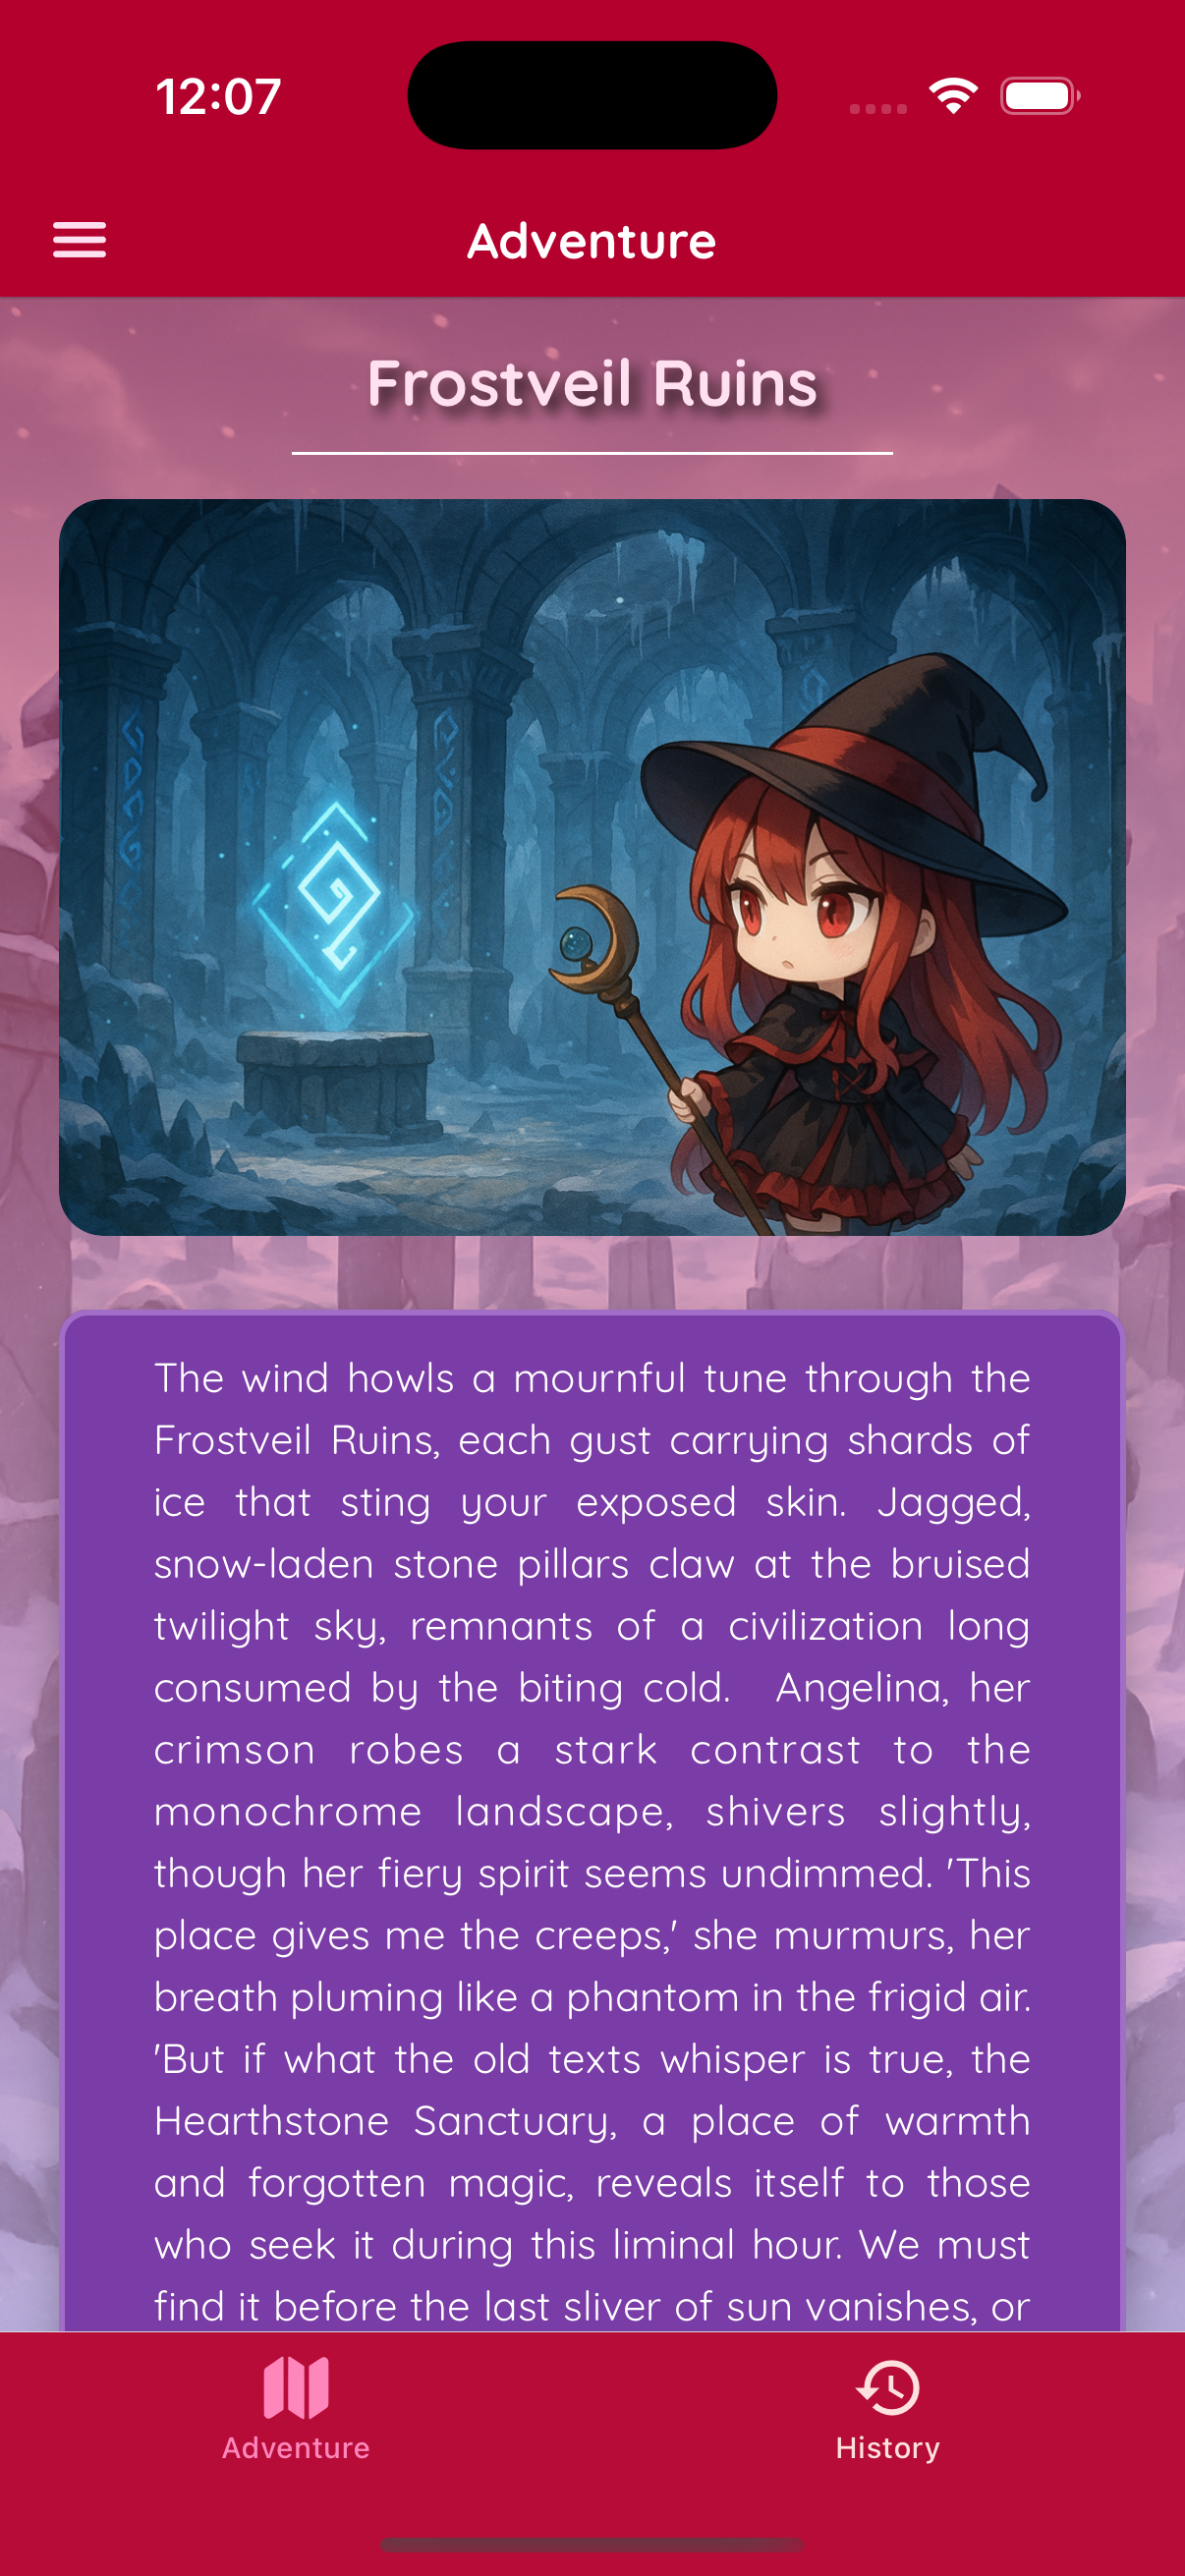 12:07
Adventure
Frostveil Ruins
The wind howls a mournful tune through the
Frostveil Ruins, each gust carrying shards of
ice that sting your exposed skin. Jagged,
snow-laden stone pillars claw at the bruised
twilight sky, remnants of a civilization long
consumed by the biting cold.  Angelina, her
crimson robes a stark contrast to the
monochrome landscape, shivers slightly,
though her fiery spirit seems undimmed. 'This
place gives me the creeps,' she murmurs, her
breath pluming like a phantom in the frigid air.
'But if what the old texts whisper is true, the
Hearthstone Sanctuary, a place of warmth
and forgotten magic, reveals itself to those
who seek it during this liminal hour. We must
find it before the last sliver of sun vanishes, or
Adventure
History